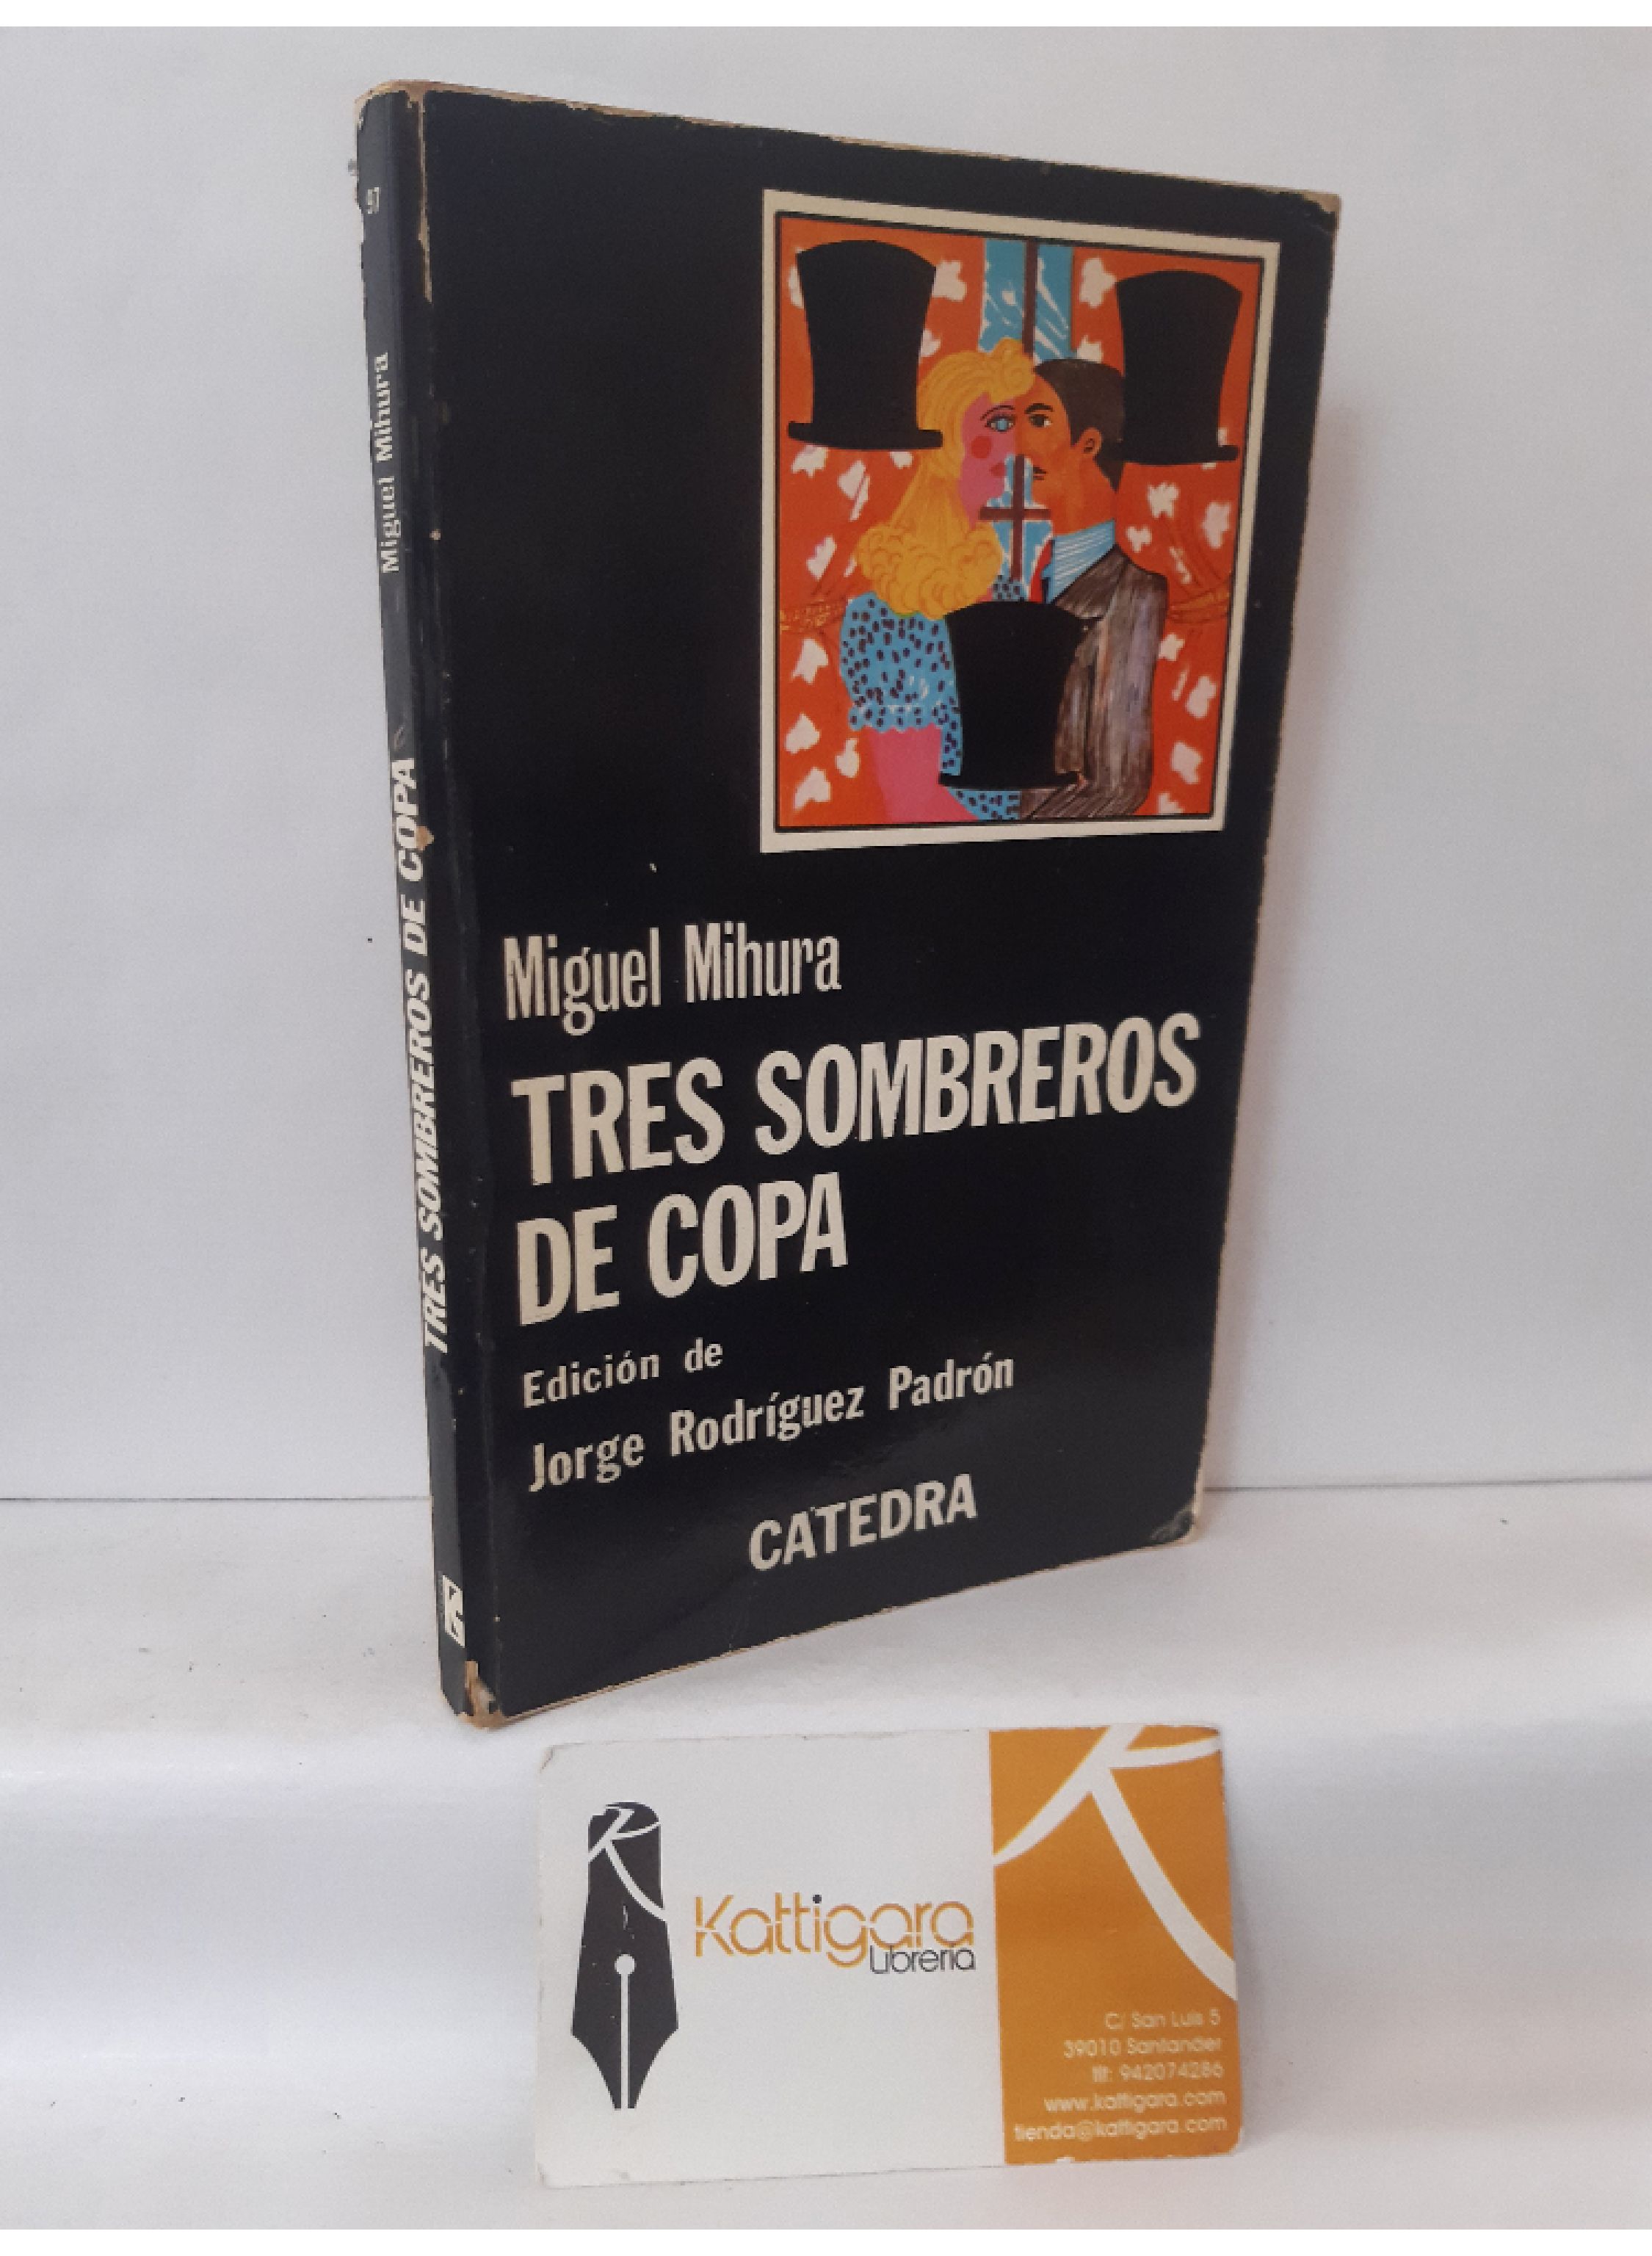 97
Miguel Mihura
TRES SOMBREROS DE COPA
Miguel Mihura
TRES SOMBREROS
DE COPA
Edición de
Jorge Rodríguez Padrón
CATEDRA
Kattigara
Librería
C/ San Luis 5
39010 Santander
tlf: 942074286
www.kattigara.com
tienda@kattigara.com